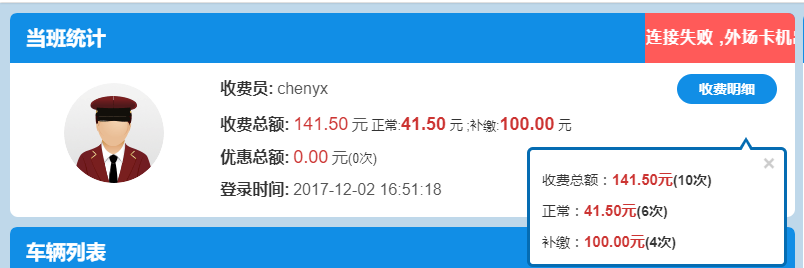 当班统计
连接失败 ,外场卡机
收费员: chenyx
收费明细
收费总额: 141.50 元 正常:41.50 元 ;补缴:100.00 元
优惠总额: 0.00 元(0次)
登录时间: 2017-12-02 16:51:18
×
收费总额：141.50元(10次)
正常：41.50元(6次)
补缴：100.00元(4次)
车辆列表